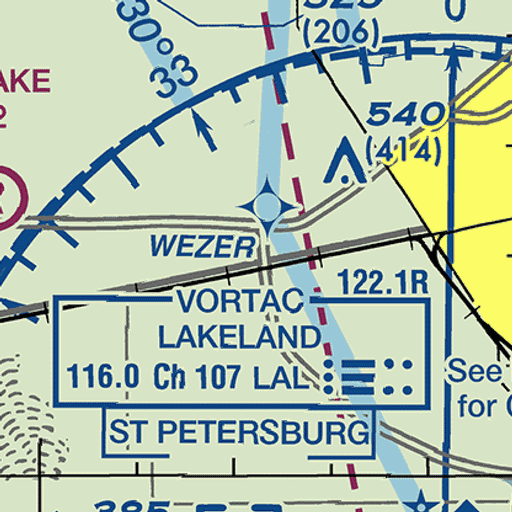 30°
33
(206)
0
AKE
2
540
(414)
WEZER
122.1R
VORTAC
LAKELAND
116.0 Ch 107 LAL
See
for
ST PETERSBURG
385